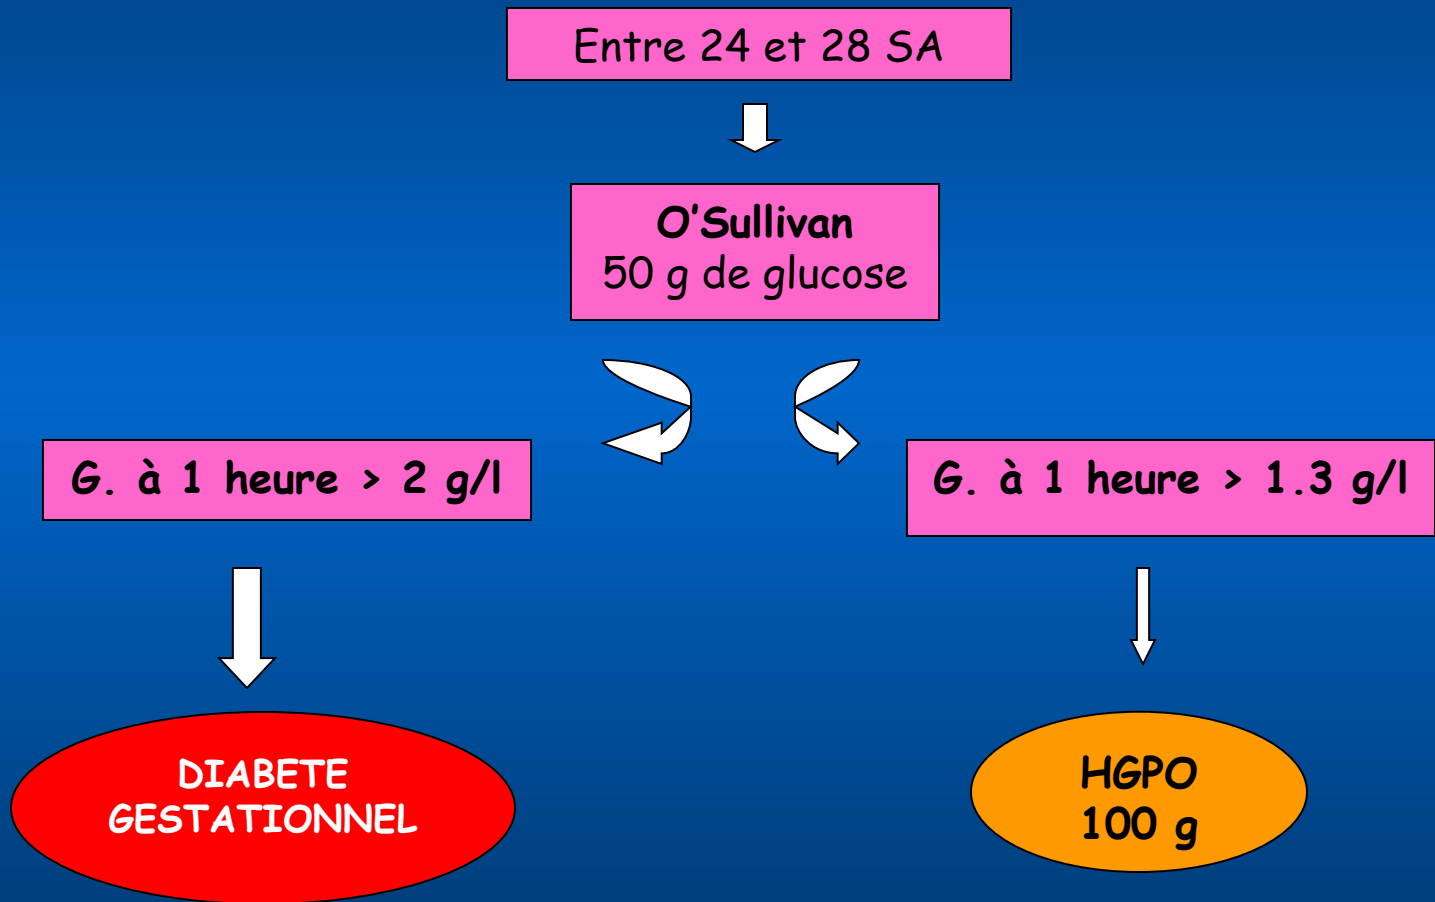 Entre 24 et 28 SA
O'Sullivan
50 g de glucose
G. à 1 heure > 2 g/l
G. à 1 heure > 1.3 g/l
DIABETE
GESTATIONNEL
HGPO
100 g